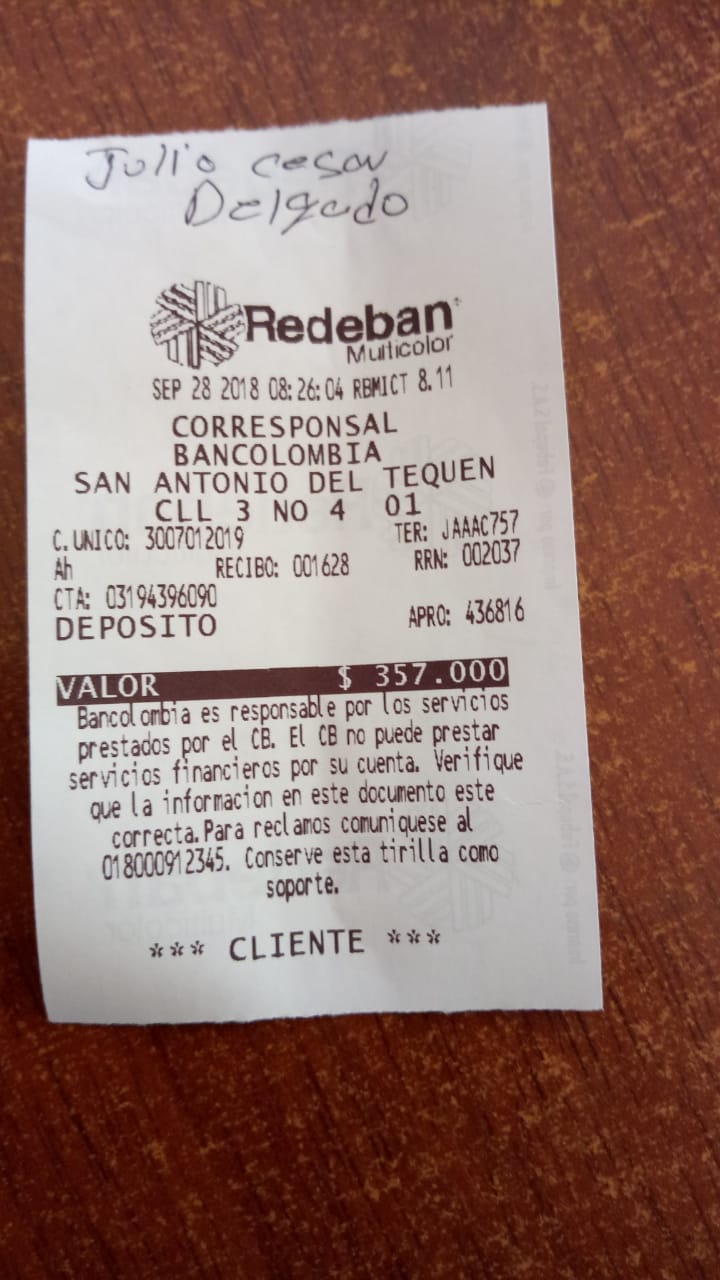 Julio cesar
Delgado
Redeban
Multicolor
SEP 28 2018 08:26:04 RBMICT 8.11
CORRESPONSAL
BANCOLOMBIA
SAN ANTONIO DEL TEQUEN
CLL 3 NO 4 01
C.UNICO: 3007012019 TER: JAAAC757
Ah RECIBO: 001628 RRN: 002037
CTA: 03194396090
DEPOSITO APRO: 436816
VALOR $ 357.000
Bancolombia es responsable por los servicios
prestados por el CB. El CB no puede prestar
servicios financieros por su cuenta. Verifique
que la informacion en este documento este
correcta.Para reclamos comuniquese al
018000912345. Conserve esta tirilla como
soporte.
*** CLIENTE ***